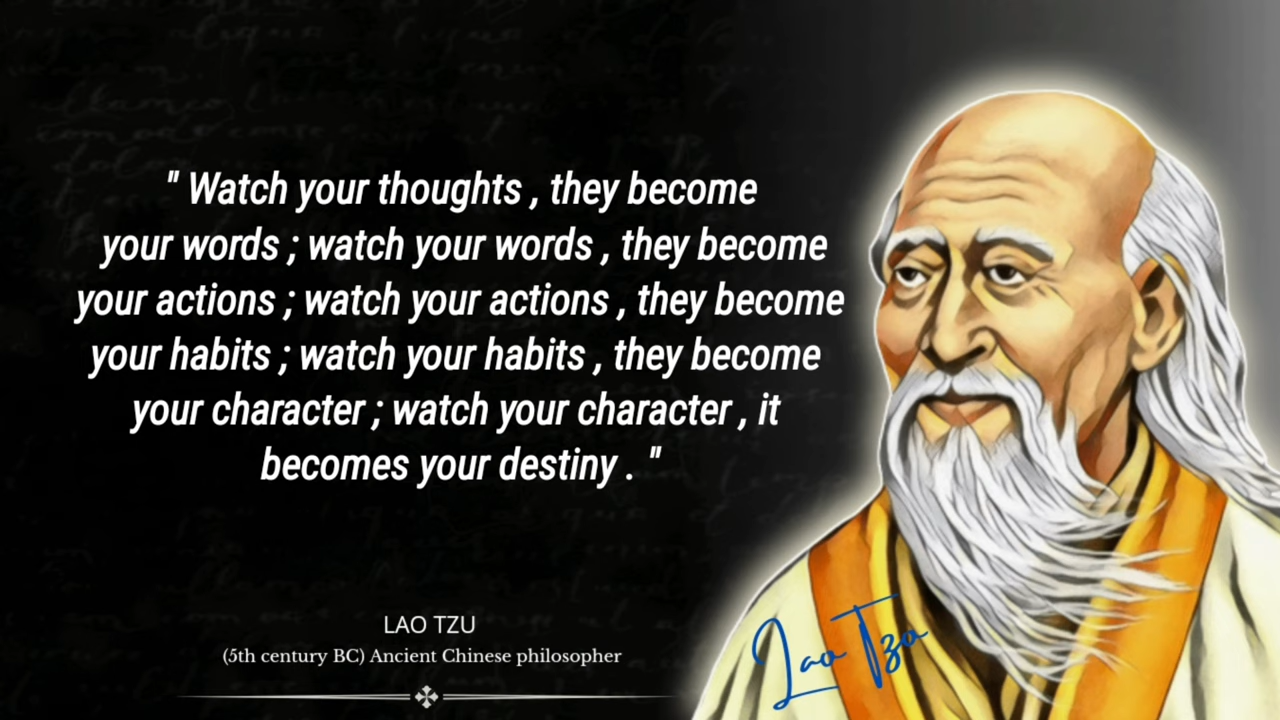 " Watch your thoughts , they become
your words ; watch your words , they become
your actions ; watch your actions , they become
your habits ; watch your habits , they become
your character ; watch your character , it
becomes your destiny . "
LAO TZU
(5th century BC) Ancient Chinese philosopher
Lao Tzu